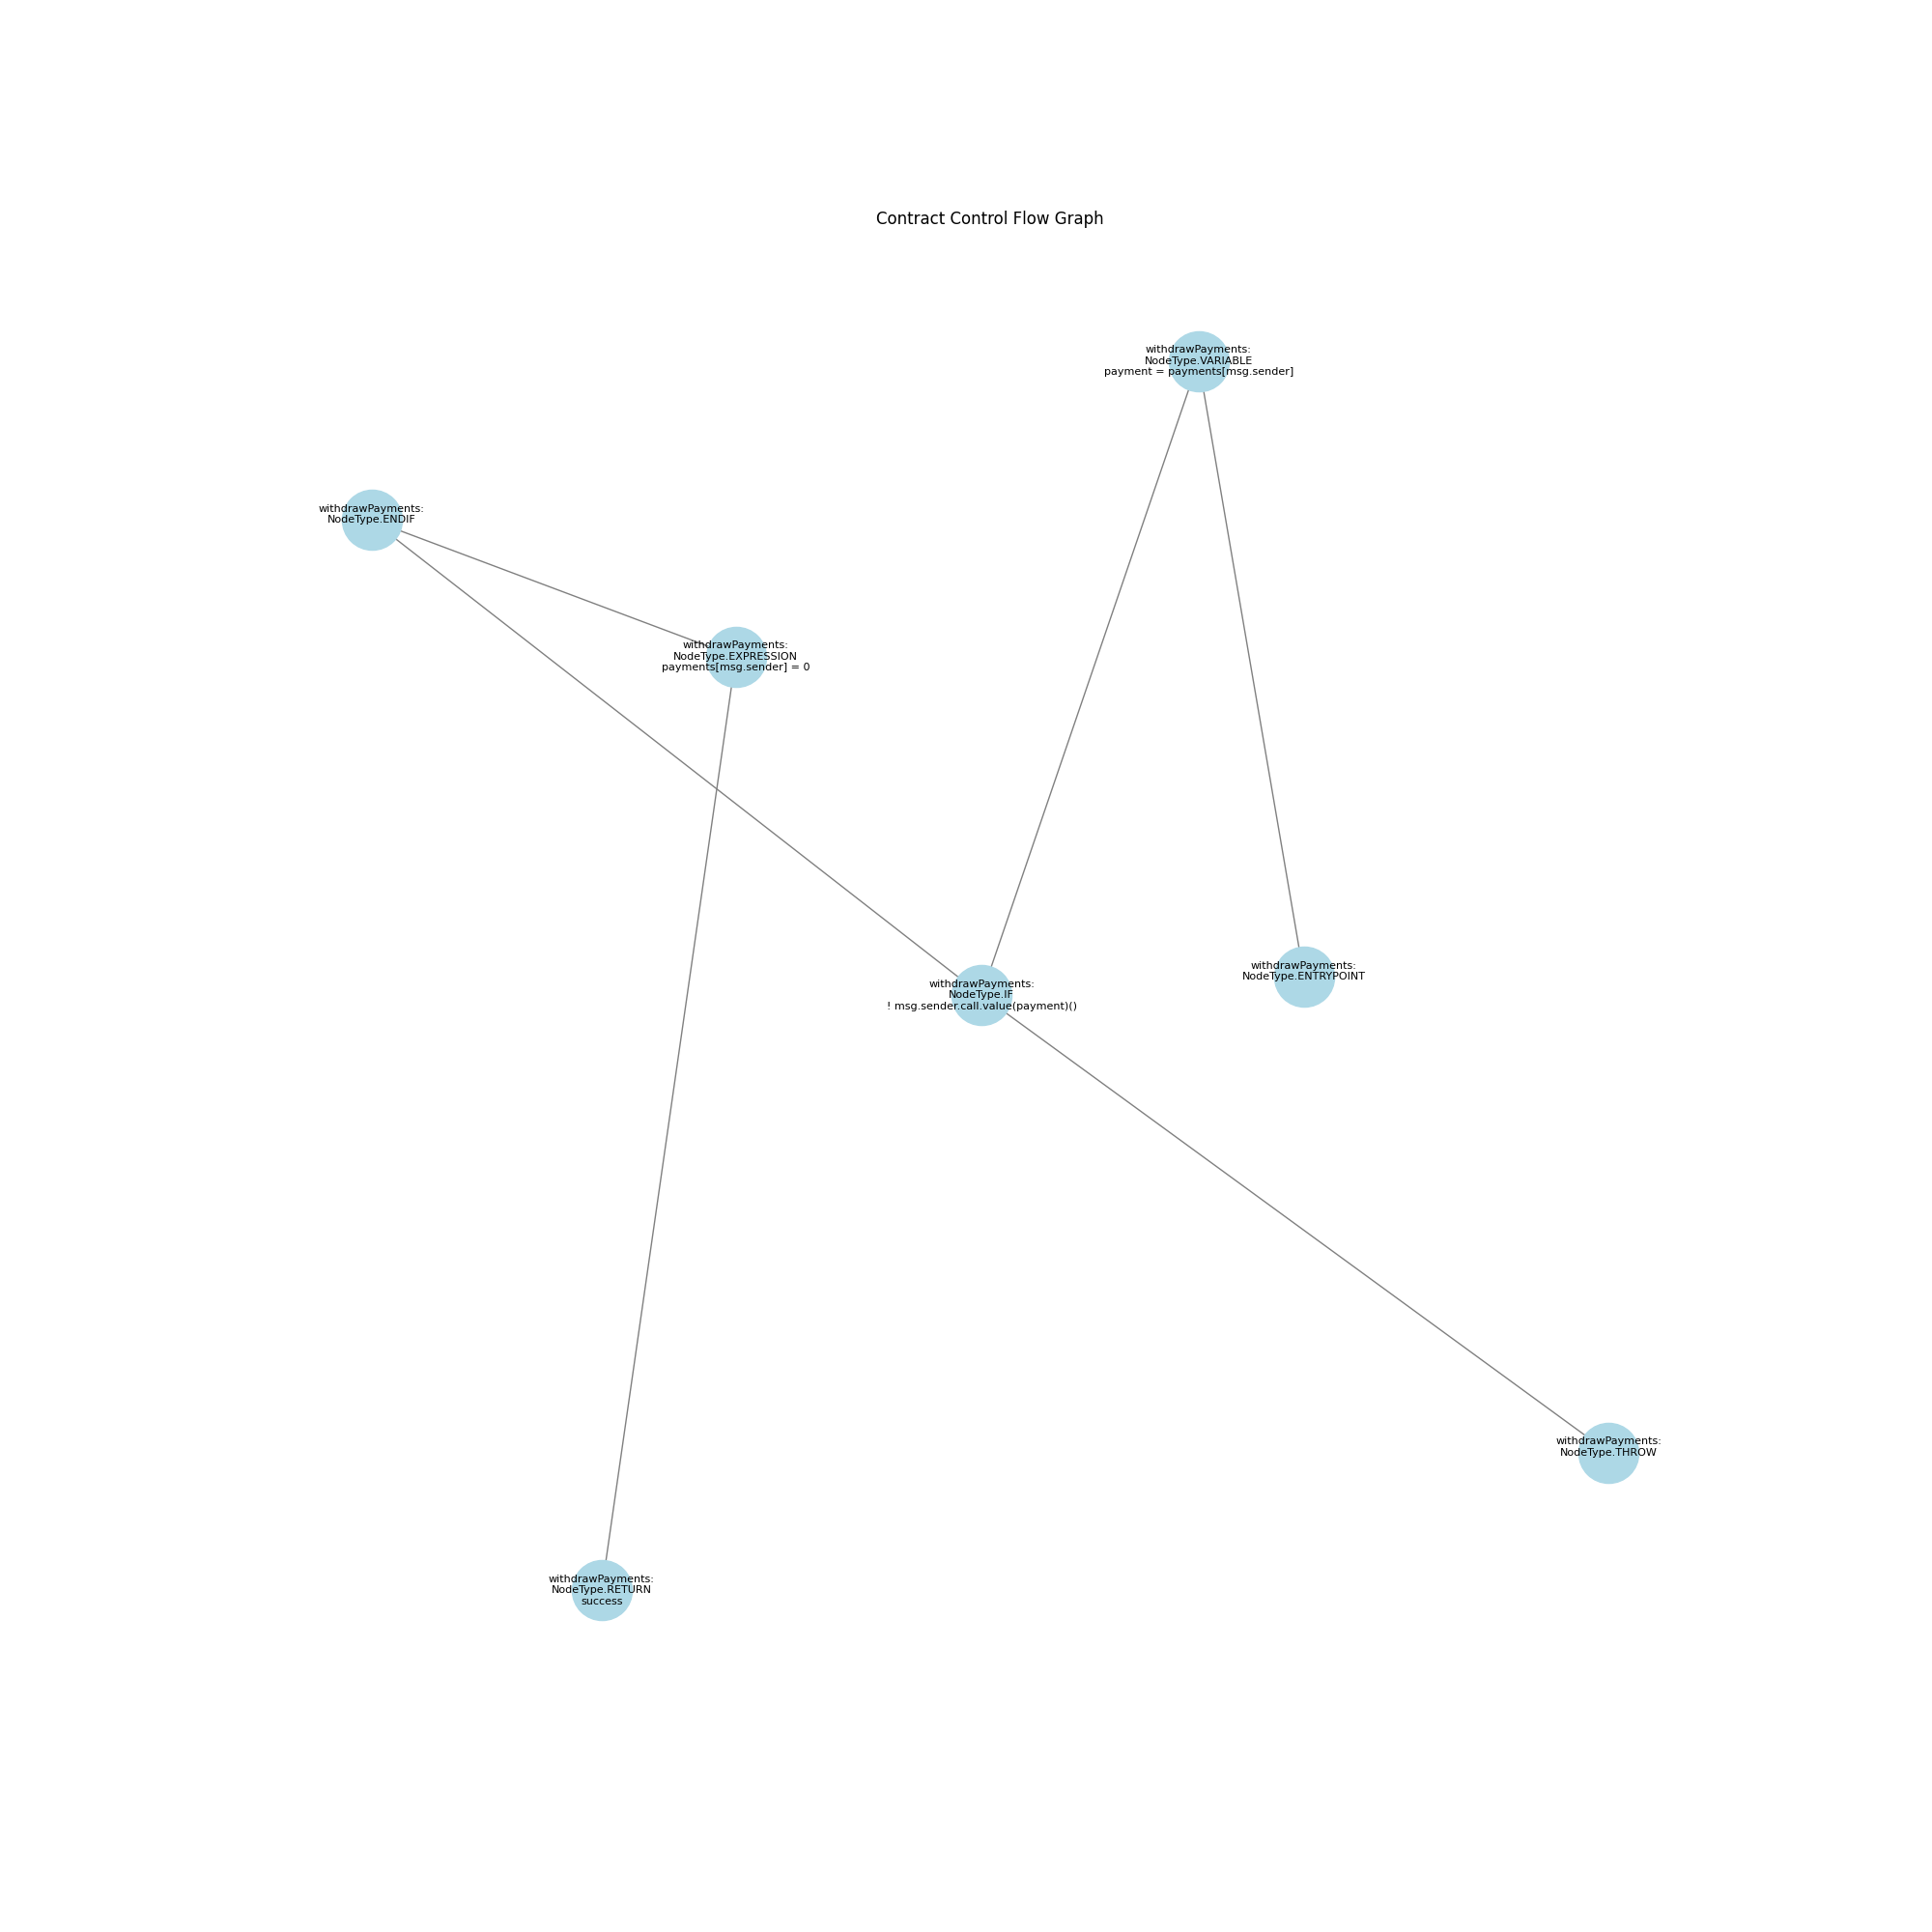 Contract Control Flow Graph
withdrawPayments:
NodeType.VARIABLE
payment = payments[msg.sender]
withdrawPayments:
NodeType.ENDIF
withdrawPayments:
NodeType.EXPRESSION
payments[msg.sender] = 0
withdrawPayments:
NodeType.ENTRYPOINT
withdrawPayments:
NodeType.IF
! msg.sender.call.value(payment)()
withdrawPayments:
NodeType.THROW
withdrawPayments:
NodeType.RETURN
success